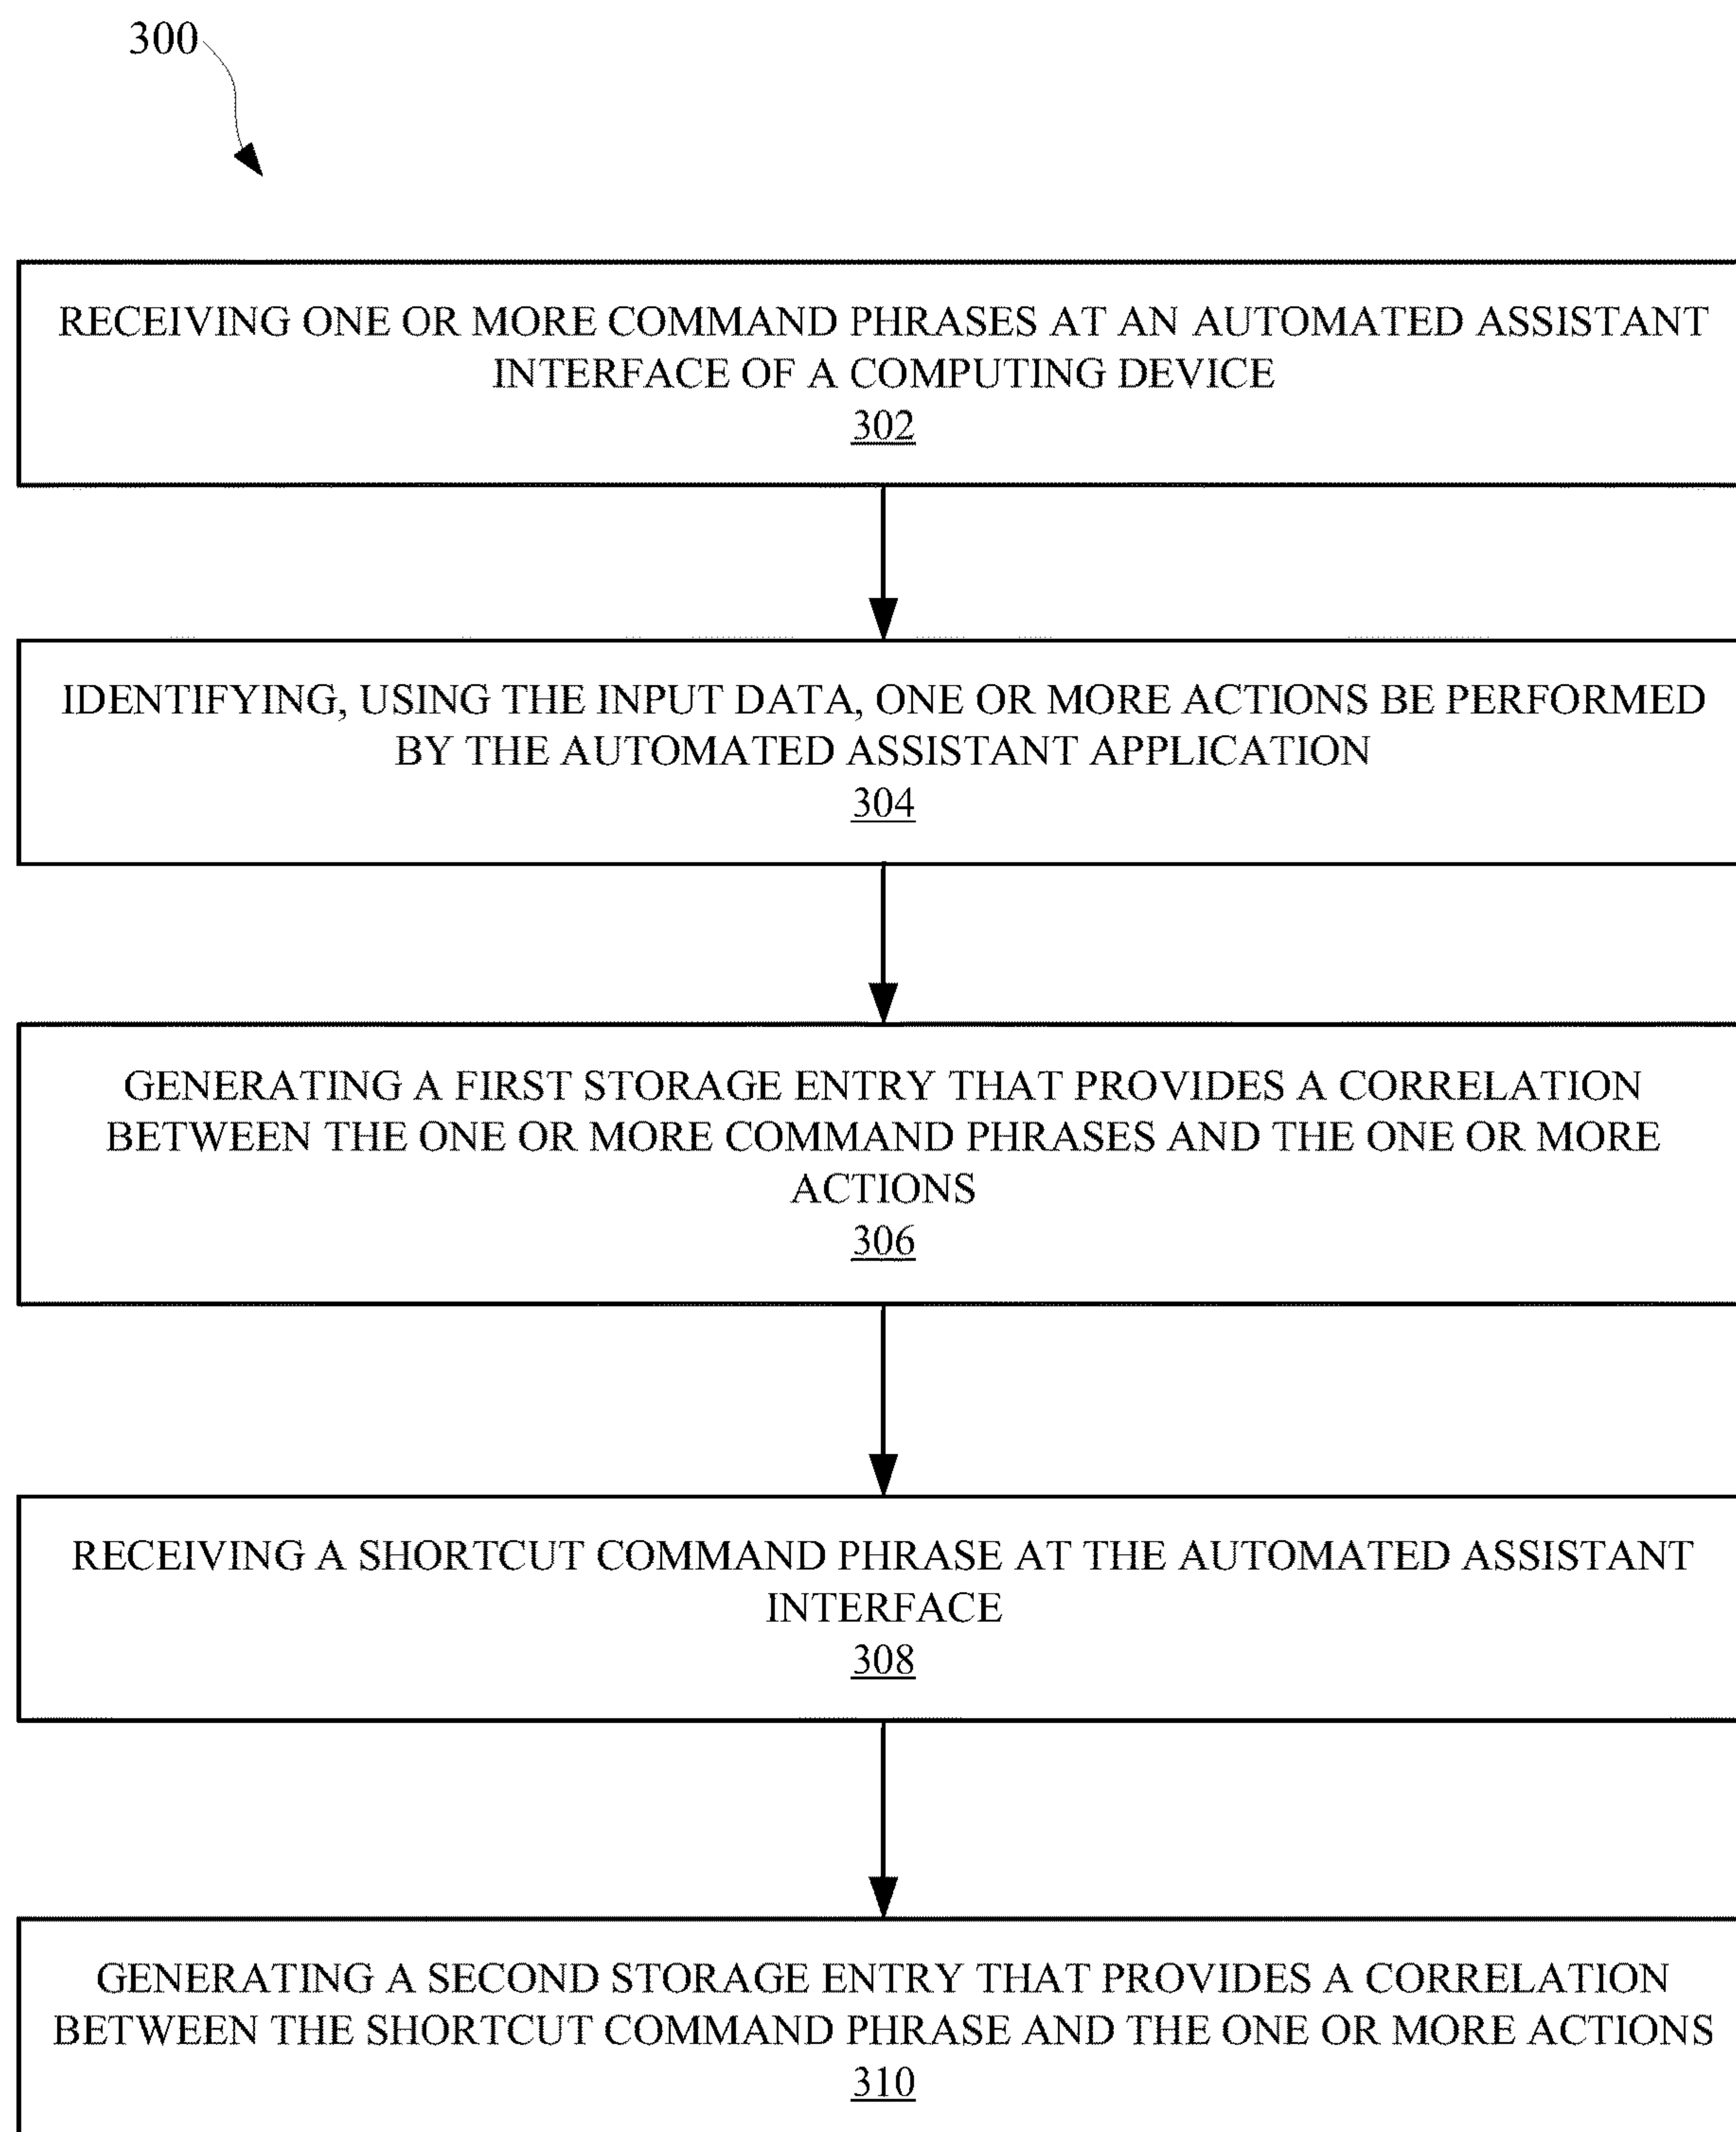 300
RECEIVING ONE OR MORE COMMAND PHRASES AT AN AUTOMATED ASSISTANT
INTERFACE OF A COMPUTING DEVICE
302
IDENTIFYING, USING THE INPUT DATA, ONE OR MORE ACTIONS BE PERFORMED
BY THE AUTOMATED ASSISTANT APPLICATION
304
GENERATING A FIRST STORAGE ENTRY THAT PROVIDES A CORRELATION
BETWEEN THE ONE OR MORE COMMAND PHRASES AND THE ONE OR MORE
ACTIONS
306
RECEIVING A SHORTCUT COMMAND PHRASE AT THE AUTOMATED ASSISTANT
INTERFACE
308
GENERATING A SECOND STORAGE ENTRY THAT PROVIDES A CORRELATION
BETWEEN THE SHORTCUT COMMAND PHRASE AND THE ONE OR MORE ACTIONS
310